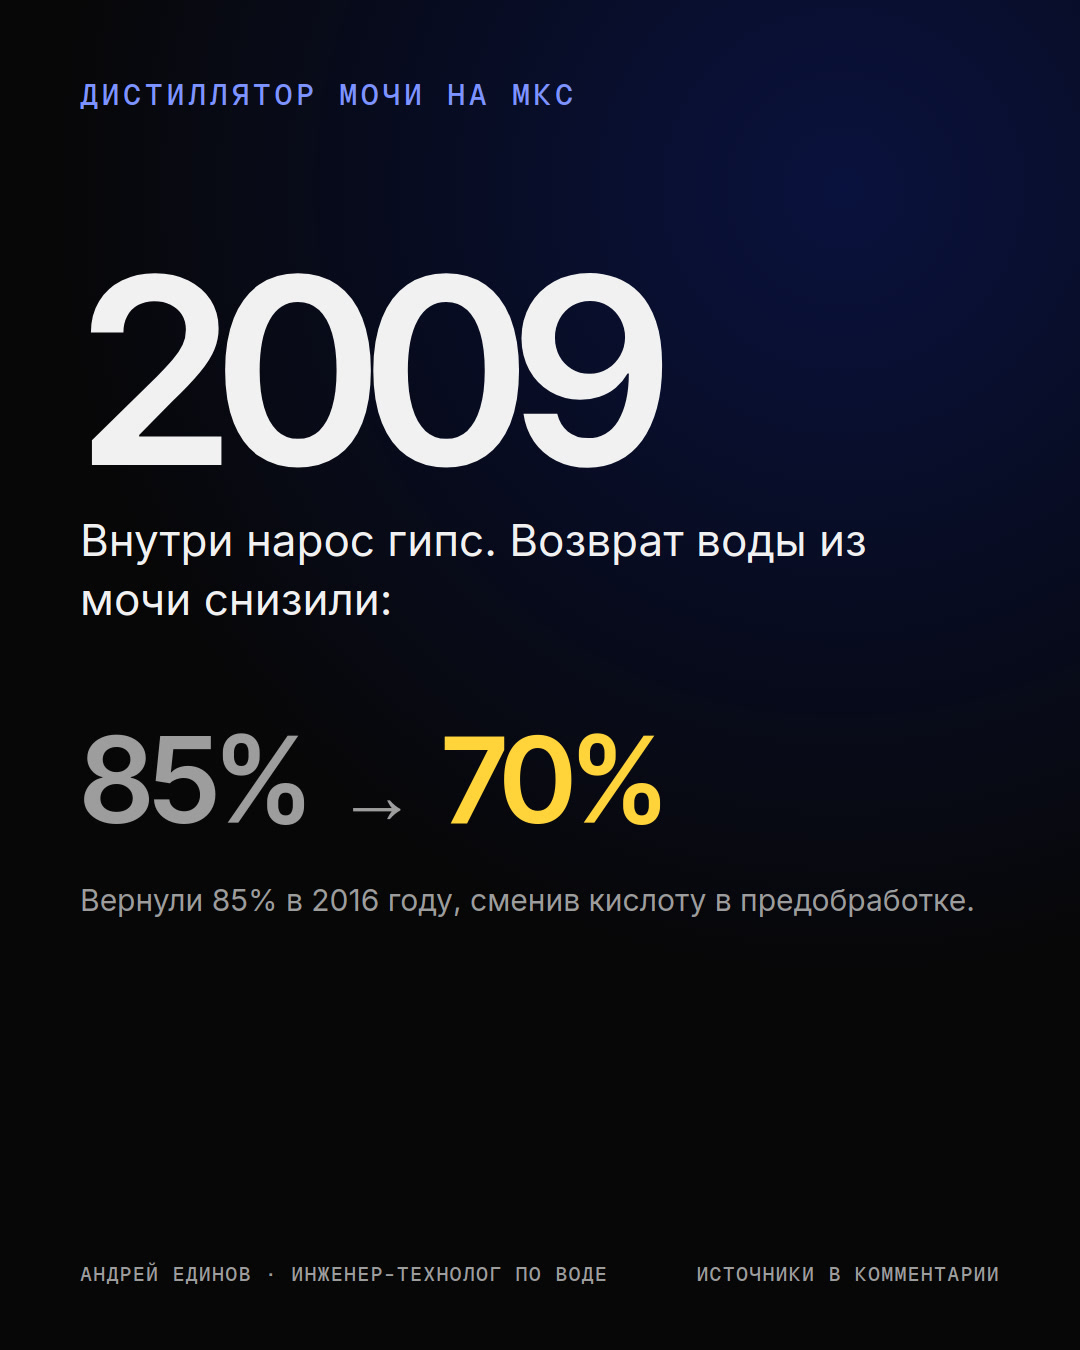 ДИСТИЛЛЯТОР МОЧИ НА МКС
2009
Внутри нарос гипс. Возврат воды из
мочи снизили:
85% → 70%
Вернули 85% в 2016 году, сменив кислоту в предобработке.
АНДРЕЙ ЕДИНОВ · ИНЖЕНЕР-ТЕХНОЛОГ ПО ВОДЕ
ИСТОЧНИКИ В КОММЕНТАРИИ